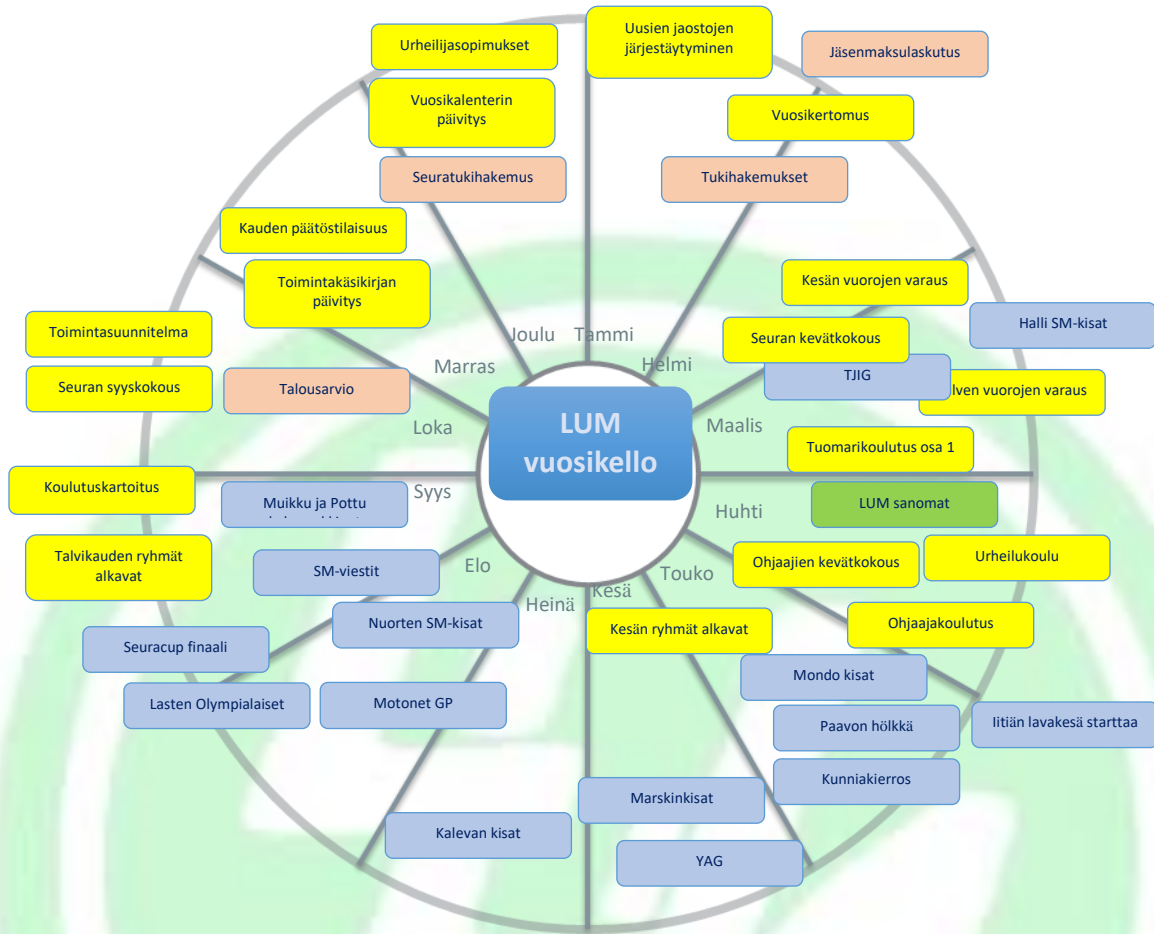 Urheilijasopimukset
Uusien jaostojen
järjestäytyminen
Jäsenmaksulaskutus
Vuosikalenterin
päivitys
Vuosikertomus
Seuratukihakemus
Tukihakemukset
Kauden päätöstilaisuus
Toimintakäsikirjan
päivitys
Kesän vuorojen varaus
Toimintasuunnitelma
Halli SM-kisat
Joulu
Tammi
Seuran kevätkokous
Marras
Helmi
TJIG
Seuran syyskokous
Talousarvio
vuorojen varaus
LUM
vuosikello
Loka
Maalis
Tuomarikoulutus osa 1
Koulutuskartoitus
Muikku ja Pottu
Syys
Huhti
LUM sanomat
Talvikauden ryhmät
alkavat
SM-viestit
Elo
Touko
Ohjaajien kevätkokous
Urheilukoulu
Heinä
Kesä
Nuorten SM-kisat
Kesän ryhmät alkavat
Ohjaajakoulutus
Seuracup finaali
Mondo kisat
Lasten Olympialaiset
Motonet GP
Paavon hölkkä
Iitiän lavakesä starttaa
Kunniakierros
Marskinkisat
Kalevan kisat
YAG